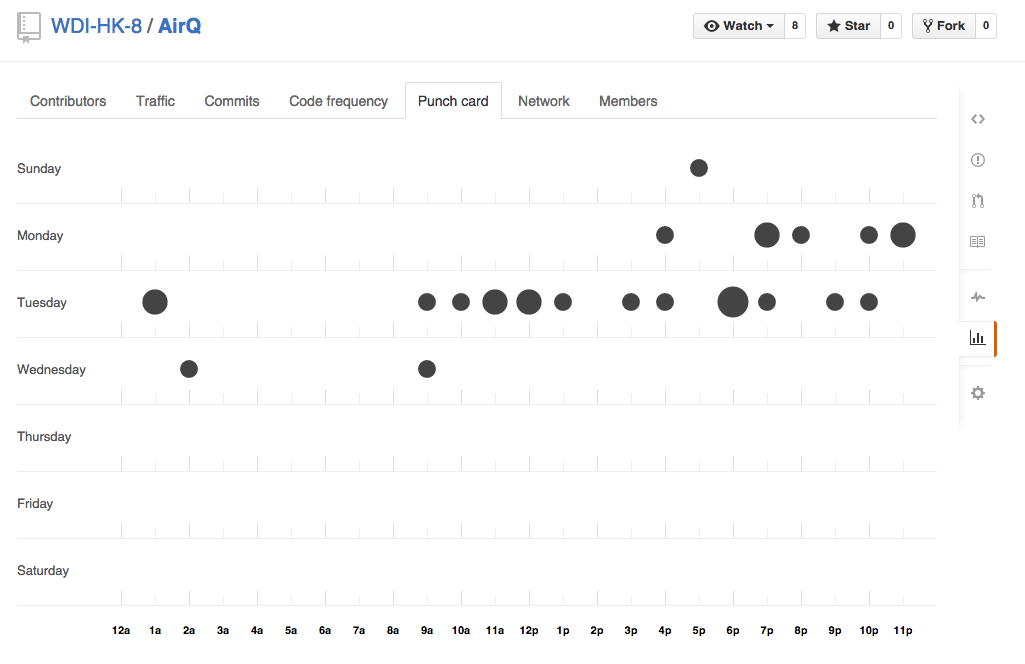 WDI-HK-8 / AirQ
Watch 8 Star 0 Fork 0
Contributors Traffic Commits Code frequency Punch card Network Members
Sunday
Monday
Tuesday
Wednesday
Thursday
Friday
Saturday
12a 1a 2a 3a 4a 5a 6a 7a 8a 9a 10a 11a 12p 1p 2p 3p 4p 5p 6p 7p 8p 9p 10p 11p